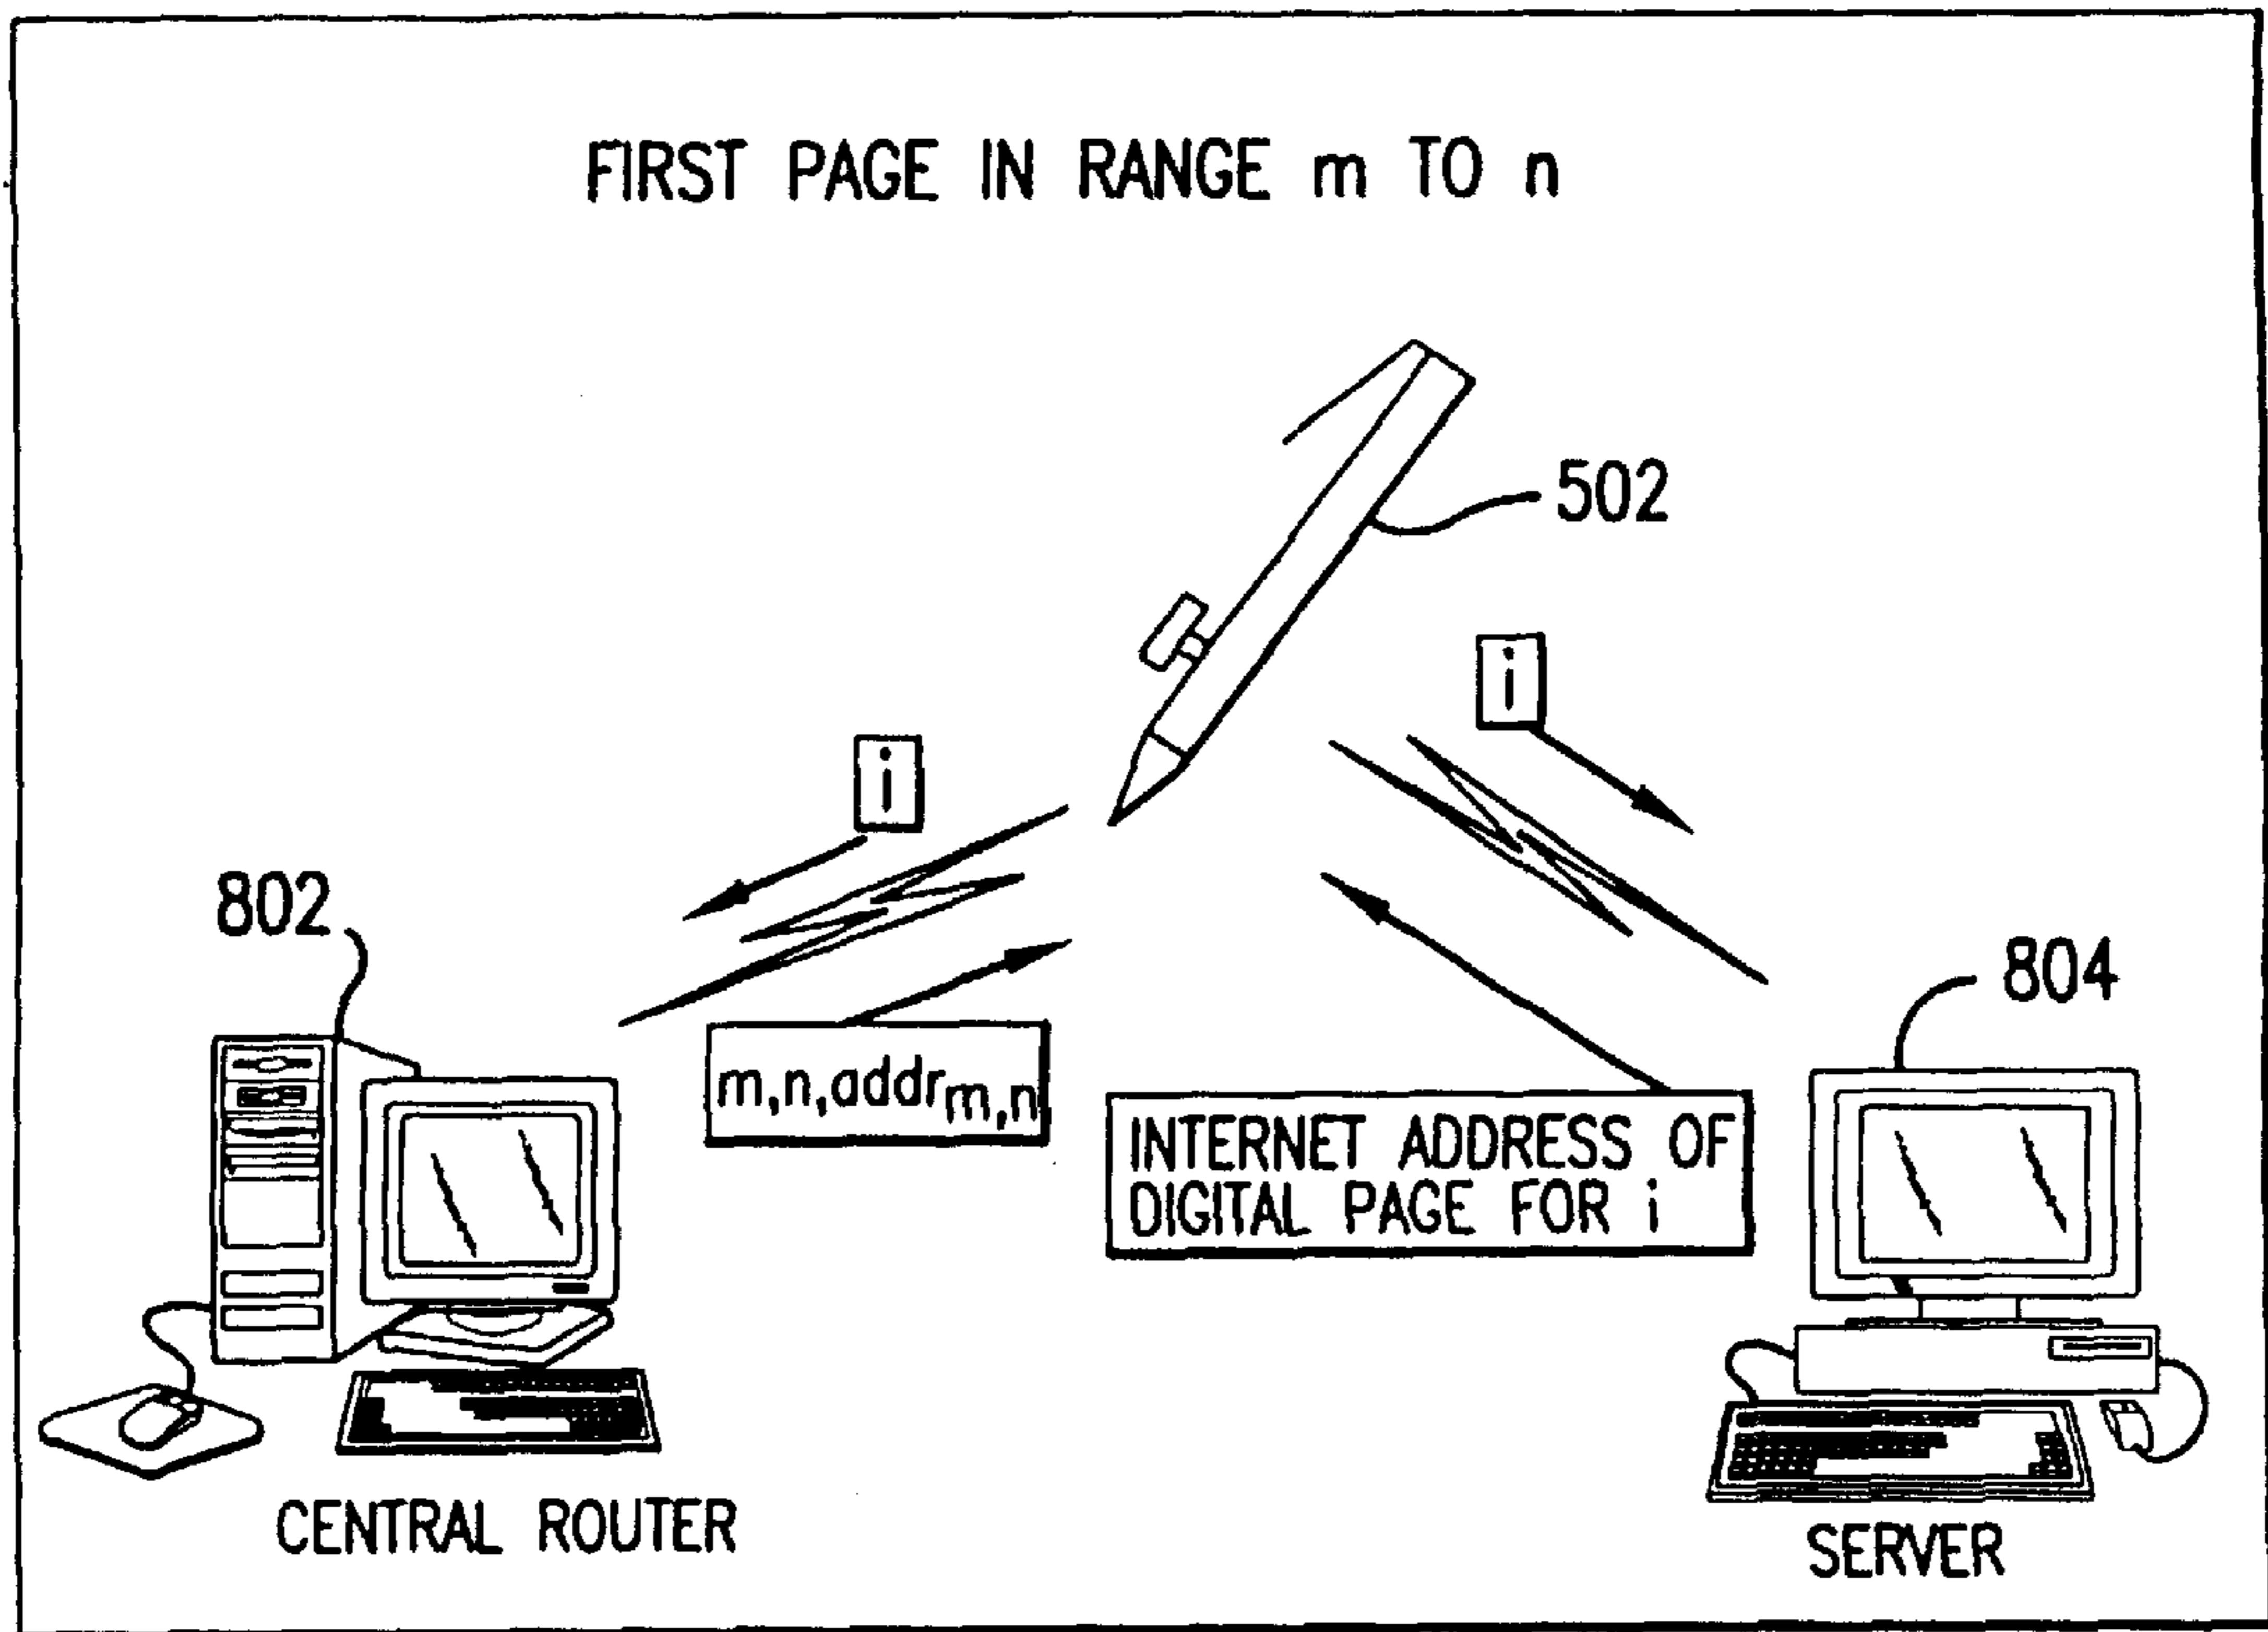 FIRST PAGE IN RANGE m TO n
502
i
i
802
804
m,n,addrm,n
INTERNET ADDRESS OF
DIGITAL PAGE FOR i
CENTRAL ROUTER
SERVER